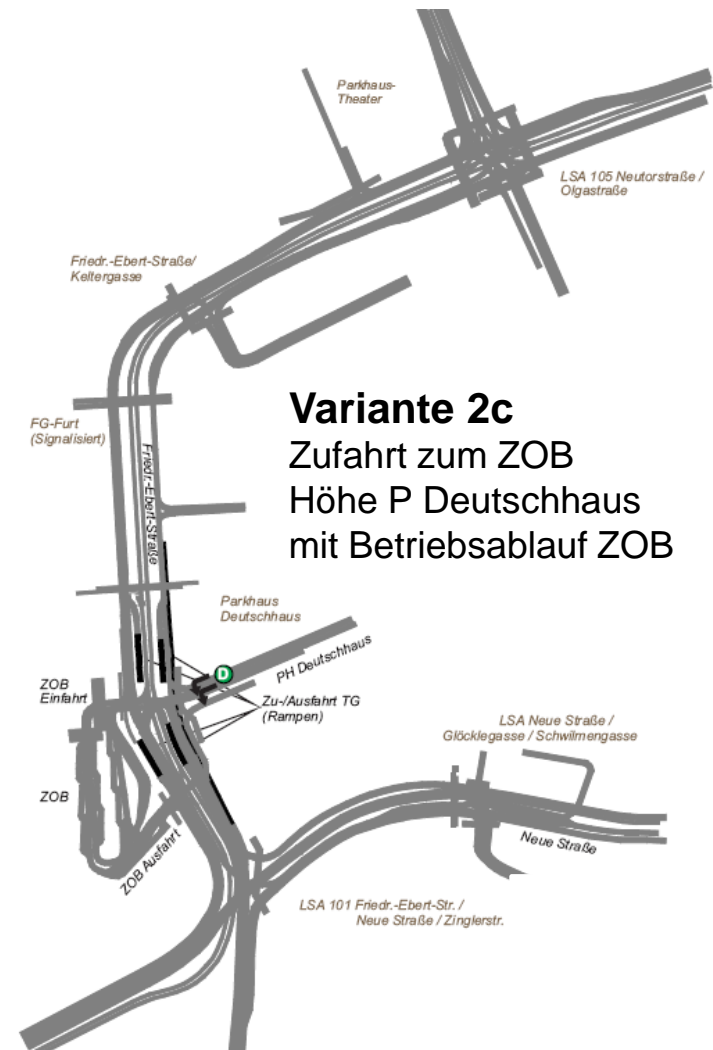 Parkhaus-
Theater
LSA 105 Neutorstraße /
Olgastraße
Friedr.-Ebert-Straße/
Keltergasse
Variante 2c
Zufahrt zum ZOB
Höhe P Deutschhaus
mit Betriebsablauf ZOB
FG-Furt
(Signalisiert)
Friedr.-Ebert-Straße
Parkhaus
Deutschhaus
D
PH Deutschhaus
ZOB
Einfahrt
Zu-/Ausfahrt TG
(Rampen)
LSA Neue Straße /
Glöcklegasse / Schwilmengasse
ZOB
ZOB Ausfahrt
Neue Straße
LSA 101 Friedr.-Ebert-Str. /
Neue Straße / Zinglerstr.